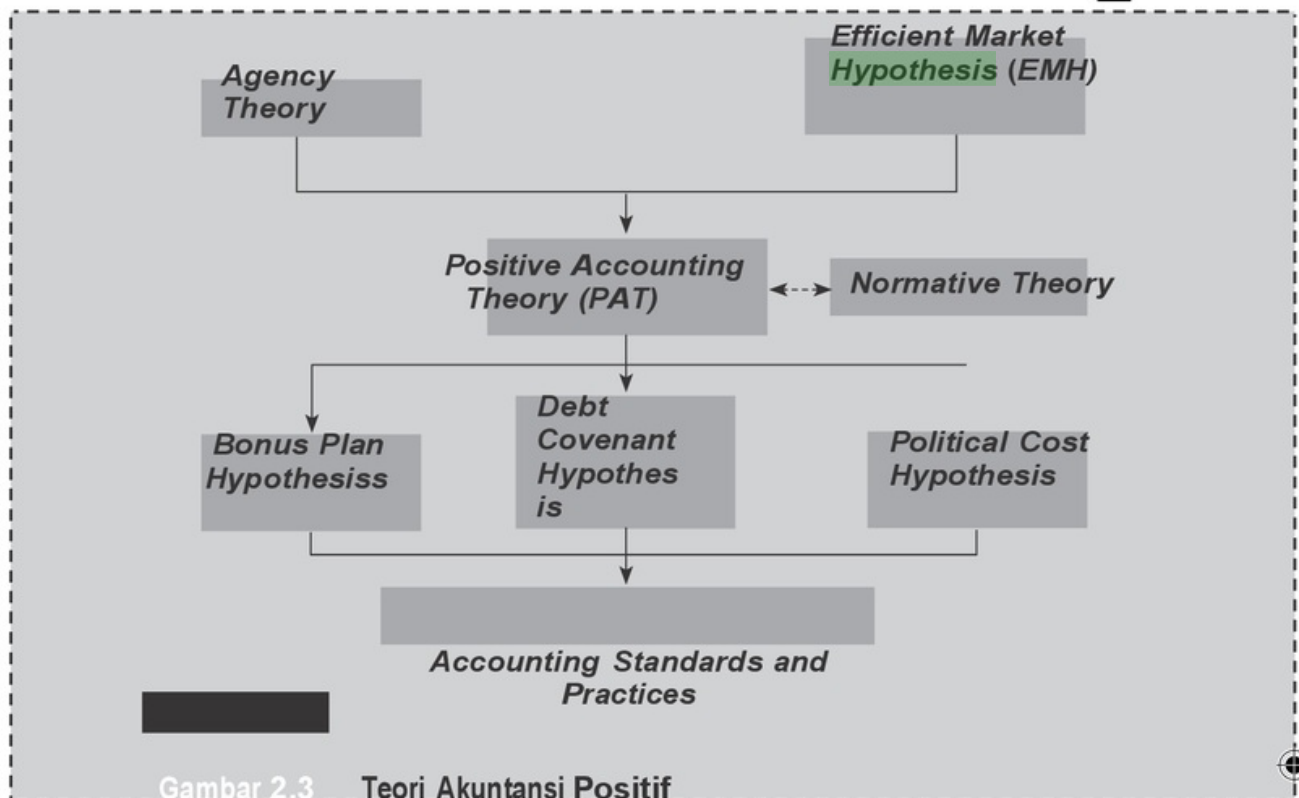 Agency
Theory
Efficient Market
Hypothesis (EMH)
Positive Accounting
Theory (PAT)
Normative Theory
Bonus Plan
Hypothesiss
Debt
Covenant
Hypothes
is
Political Cost
Hypothesis
Accounting Standards and
Practices
Gambar 2.3 Teori Akuntansi Positif